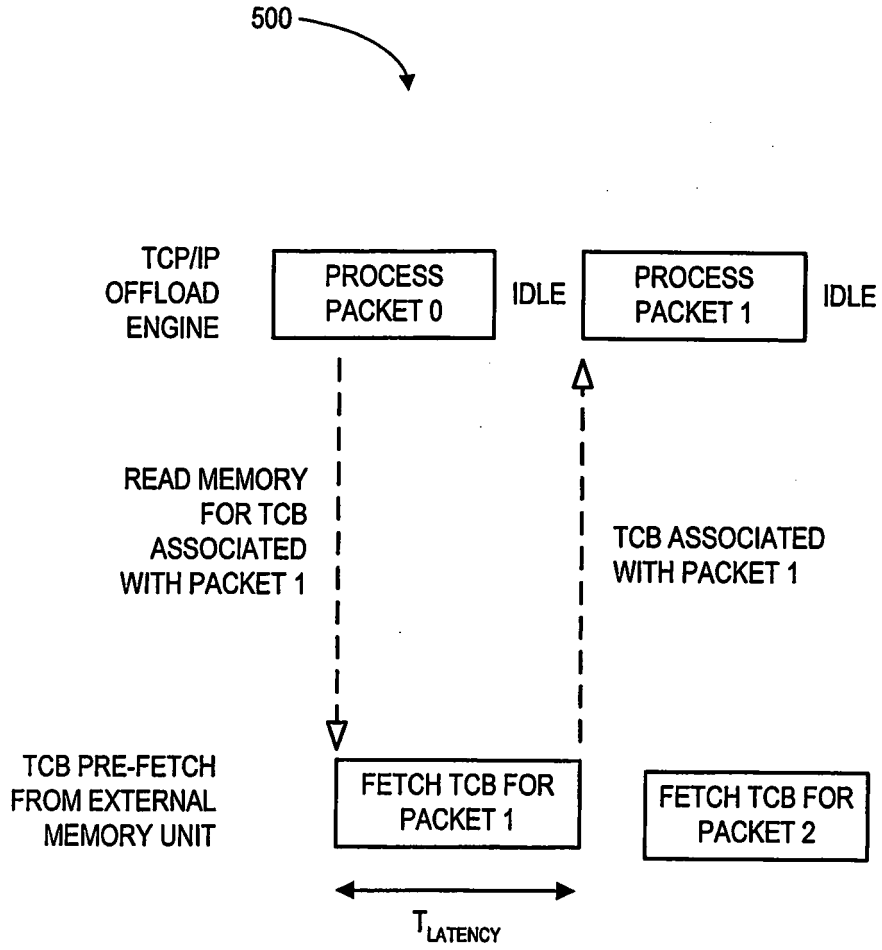 500
TCP/IP
OFFLOAD
ENGINE
PROCESS
PACKET 0
IDLE
PROCESS
PACKET 1
IDLE
READ MEMORY
FOR TCB
ASSOCIATED
WITH PACKET 1
TCB ASSOCIATED
WITH PACKET 1
TCB PRE-FETCH
FROM EXTERNAL
MEMORY UNIT
FETCH TCB FOR
PACKET 1
FETCH TCB FOR
PACKET 2
TLATENCY